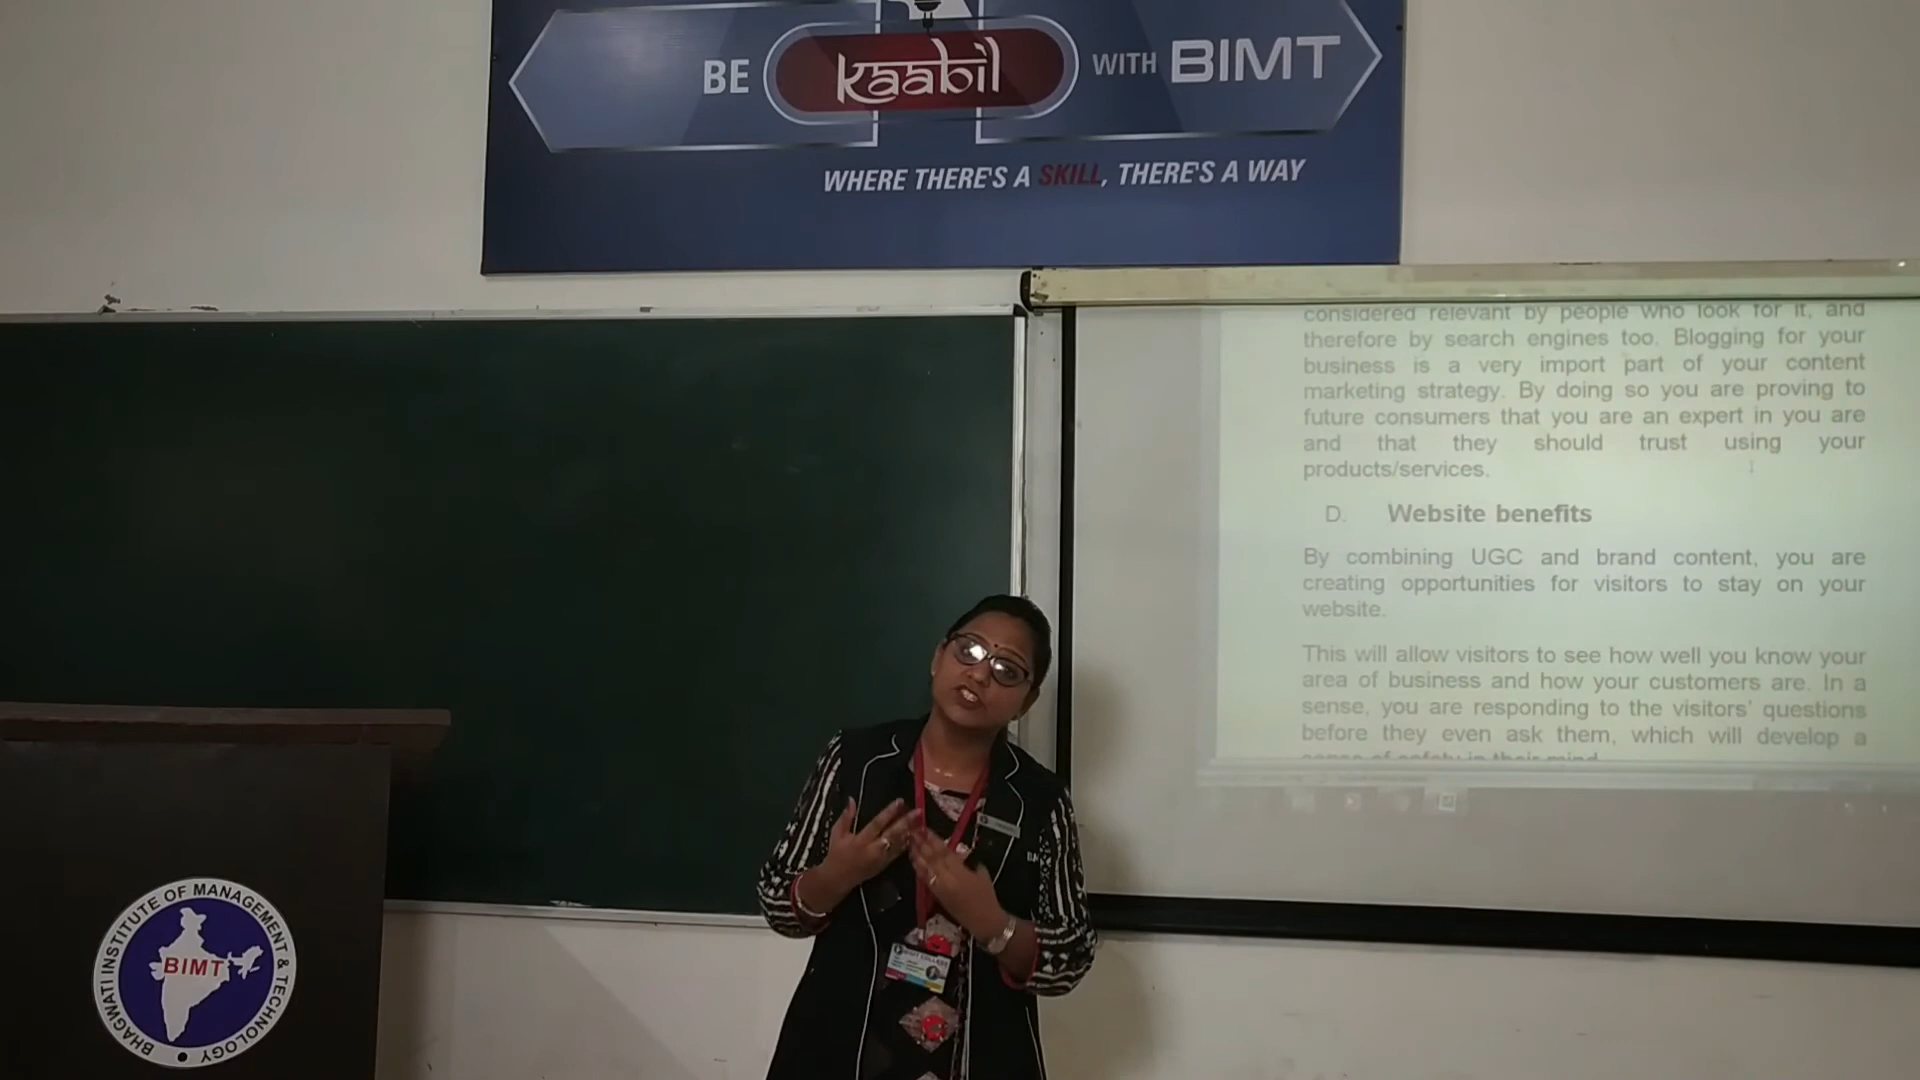 BE kaabil WITH BIMT
WHERE THERE'S A SKILL, THERE'S A WAY
considered relevant by people who look for it, and
therefore by search engines too. Blogging for your
business is a very import part of your content
marketing strategy. By doing so you are proving to
future consumers that you are an expert in you are
and that they should trust using your
products/services.
D. Website benefits
By combining UGC and brand content, you are
creating opportunities for visitors to stay on your
website.
This will allow visitors to see how well you know your
area of business and how your customers are. In a
sense, you are responding to the visitors' questions
before they even ask them, which will develop a
sense of safety in their mind
BHAGWATI INSTITUTE OF MANAGEMENT & TECHNOLOGY
BIMT